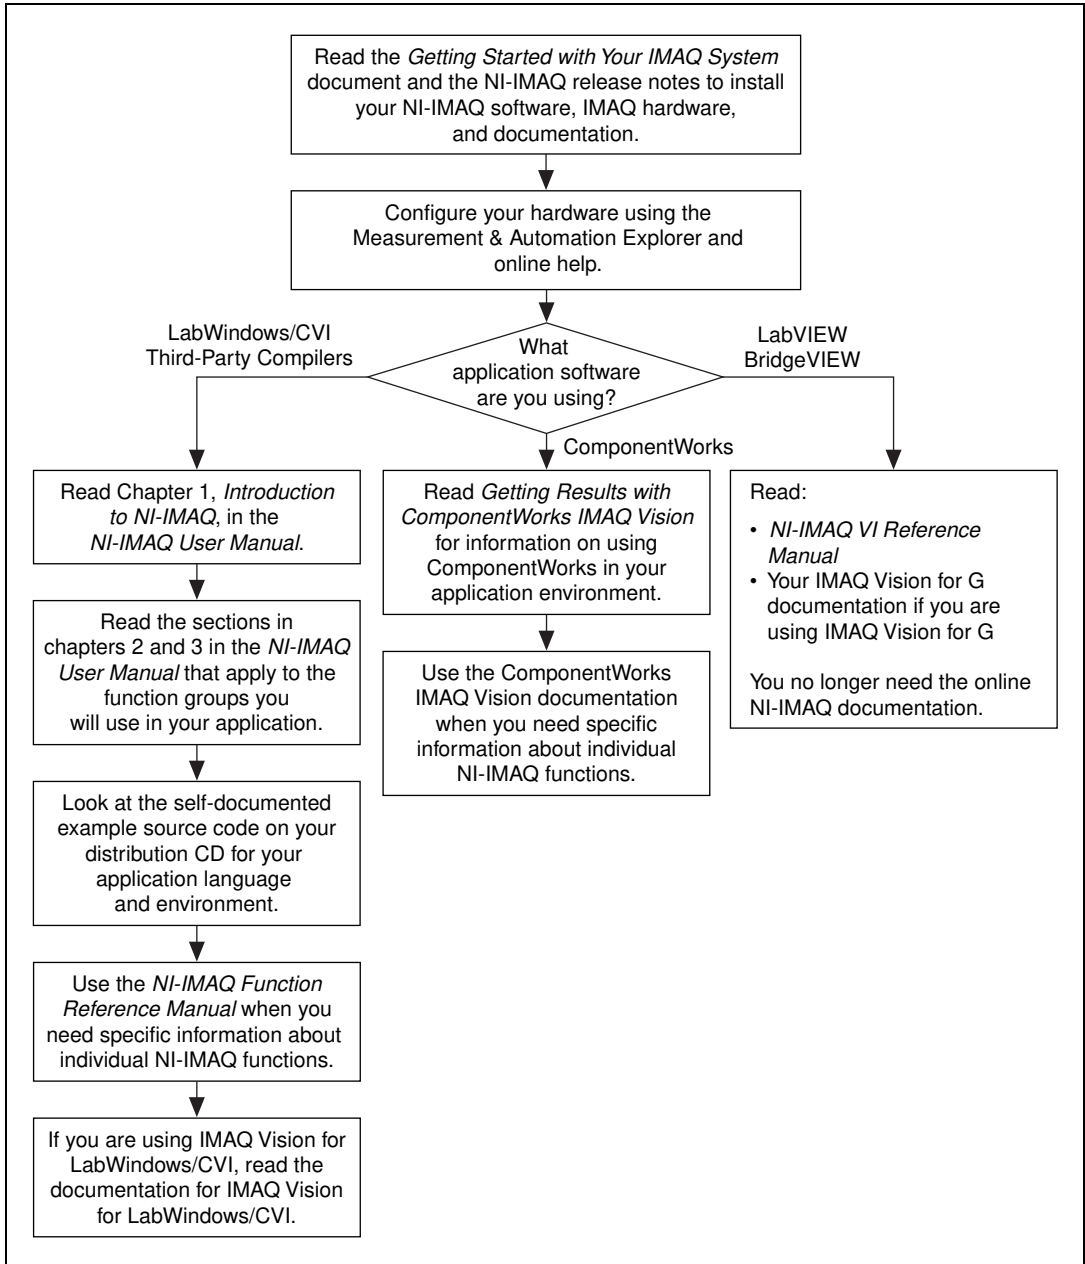 Read the Getting Started with Your IMAQ System
document and the NI-IMAQ release notes to install
your NI-IMAQ software, IMAQ hardware,
and documentation.
Configure your hardware using the
Measurement & Automation Explorer and
online help.
What
application software
are you using?
LabWindows/CVI
Third-Party Compilers
LabVIEW
BridgeVIEW
ComponentWorks
Read Chapter 1, Introduction
to NI-IMAQ, in the
NI-IMAQ User Manual.
Read the sections in
chapters 2 and 3 in the NI-IMAQ
User Manual that apply to the
function groups you
will use in your application.
Look at the self-documented
example source code on your
distribution CD for your
application language
and environment.
Use the NI-IMAQ Function
Reference Manual when you
need specific information about
individual NI-IMAQ functions.
If you are using IMAQ Vision for
LabWindows/CVI, read the
documentation for IMAQ Vision
for LabWindows/CVI.
Read Getting Results with
ComponentWorks IMAQ Vision
for information on using
ComponentWorks in your
application environment.
Use the ComponentWorks
IMAQ Vision documentation
when you need specific
information about individual
NI-IMAQ functions.
Read:
• NI-IMAQ VI Reference
Manual
• Your IMAQ Vision for G
documentation if you are
using IMAQ Vision for G
You no longer need the online
NI-IMAQ documentation.